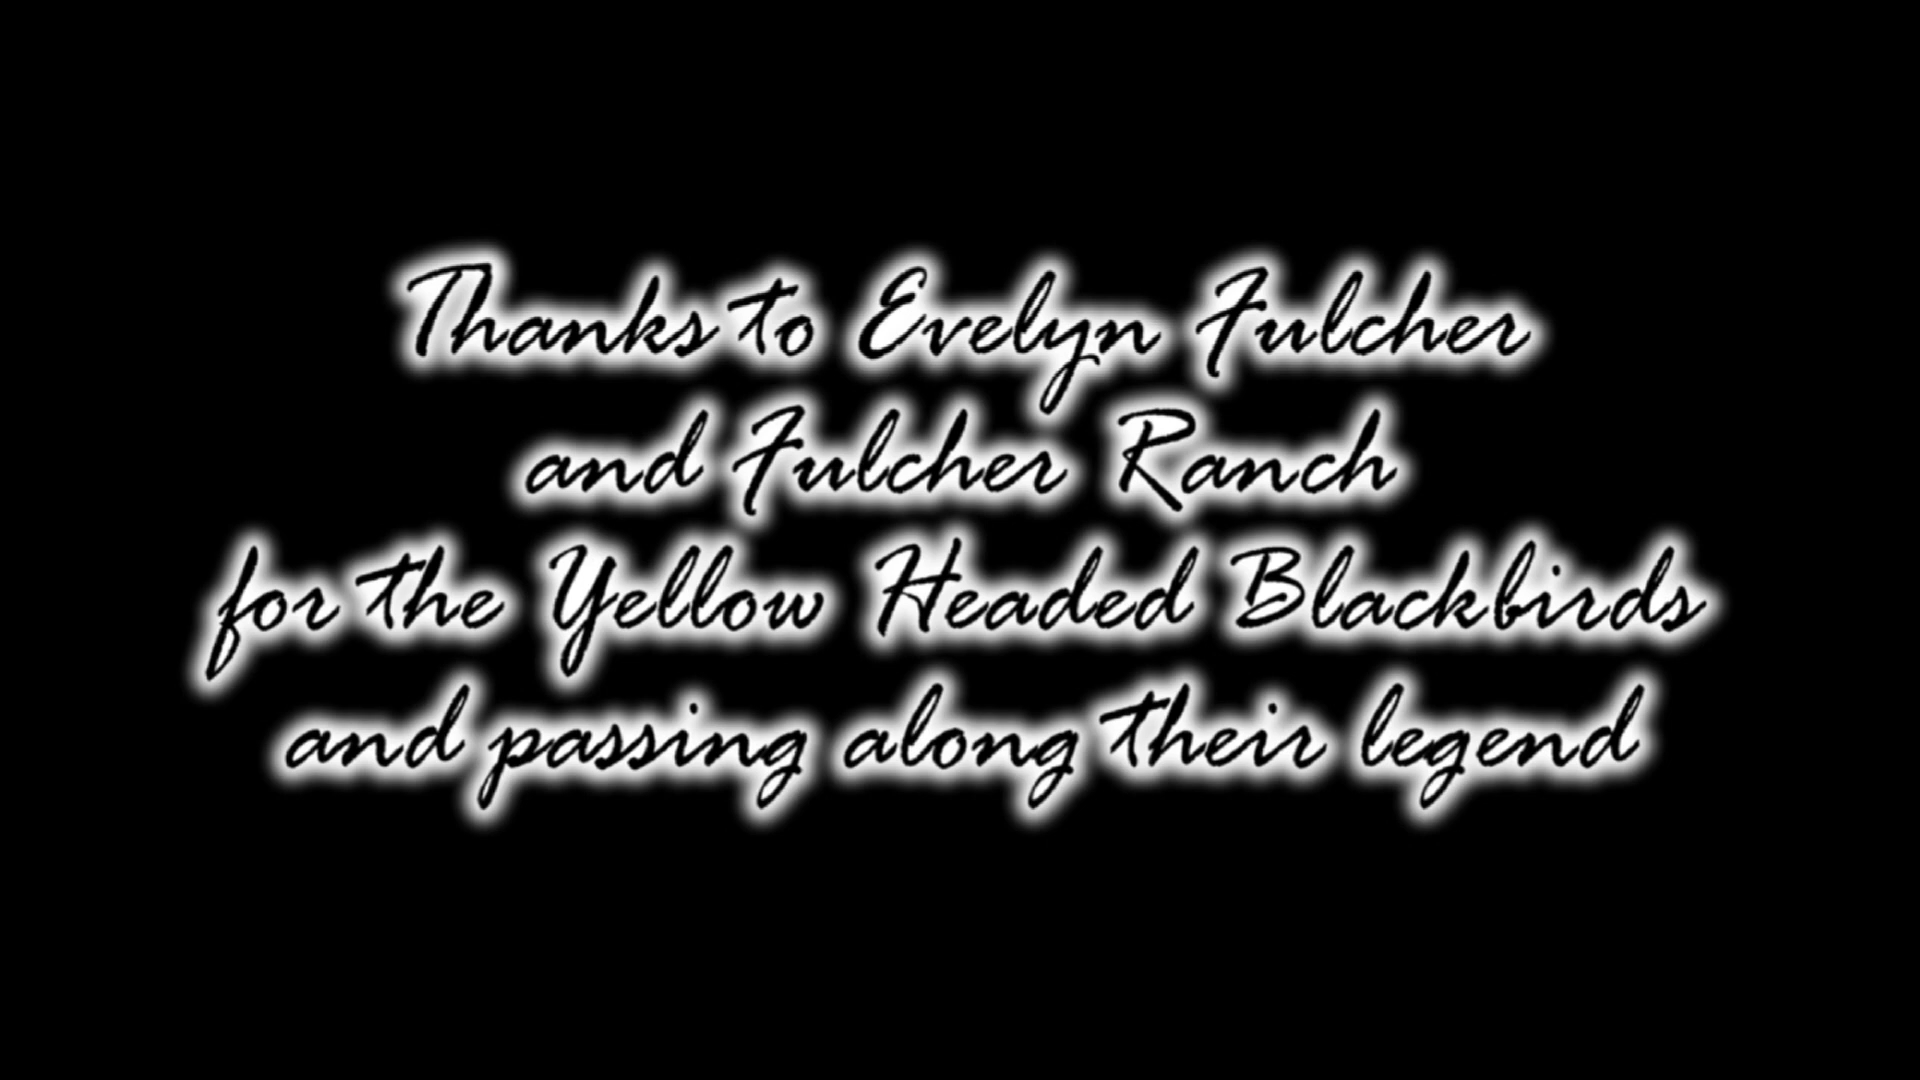 Thanks to Evelyn Fulcher
and Fulcher Ranch
for the Yellow Headed Blackbirds
and passing along their legend